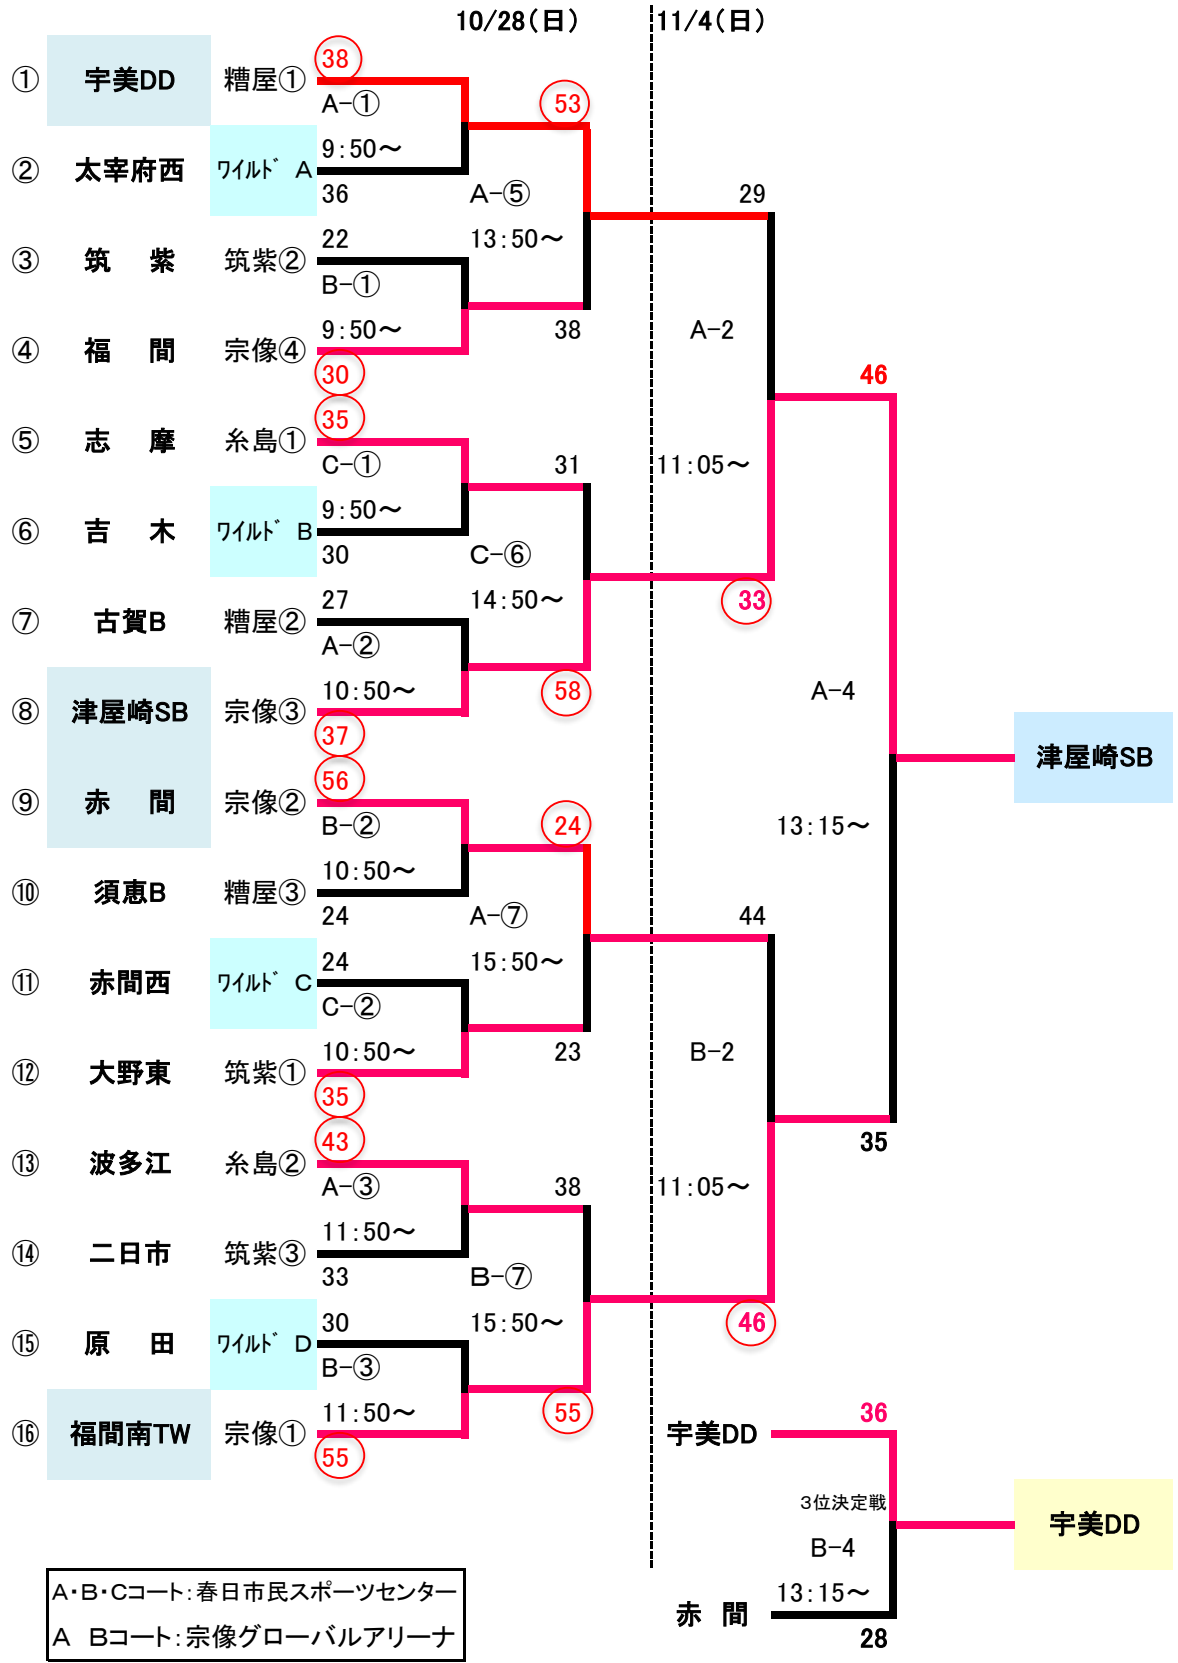 10/28(日)
11/4(日)
① 宇美DD 糟屋① 38
A-①
53
9:50～
② 太宰府西 ﾜｲﾙﾄﾞ A
36
A-⑤
29
③ 筑　紫 筑紫② 22
13:50～
B-①
9:50～
38
A-2
④ 福　間 宗像④
30
46
35
⑤ 志　摩 糸島①
C-①
31
11:05～
9:50～
⑥ 吉　木 ﾜｲﾙﾄﾞ B
30
C-⑥
27
14:50～
33
⑦ 古賀B 糟屋②
A-②
10:50～
58
A-4
⑧ 津屋崎SB 宗像③
37
津屋崎SB
56
⑨ 赤　間 宗像②
B-②
24
13:15～
10:50～
⑩ 須恵B 糟屋③
24
A-⑦
44
24
15:50～
⑪ 赤間西 ﾜｲﾙﾄﾞ C
C-②
10:50～
23
B-2
⑫ 大野東 筑紫①
35
43
35
⑬ 波多江 糸島②
A-③
38
11:05～
11:50～
⑭ 二日市 筑紫③
33
B-⑦
30
15:50～
46
⑮ 原　田 ﾜｲﾙﾄﾞ D
B-③
11:50～
55
36
⑯ 福間南TW 宗像①
55
宇美DD
3位決定戦
宇美DD
B-4
13:15～
赤　間
28
A・B・Cコート：春日市民スポーツセンター
A　Bコート：宗像グローバルアリーナ